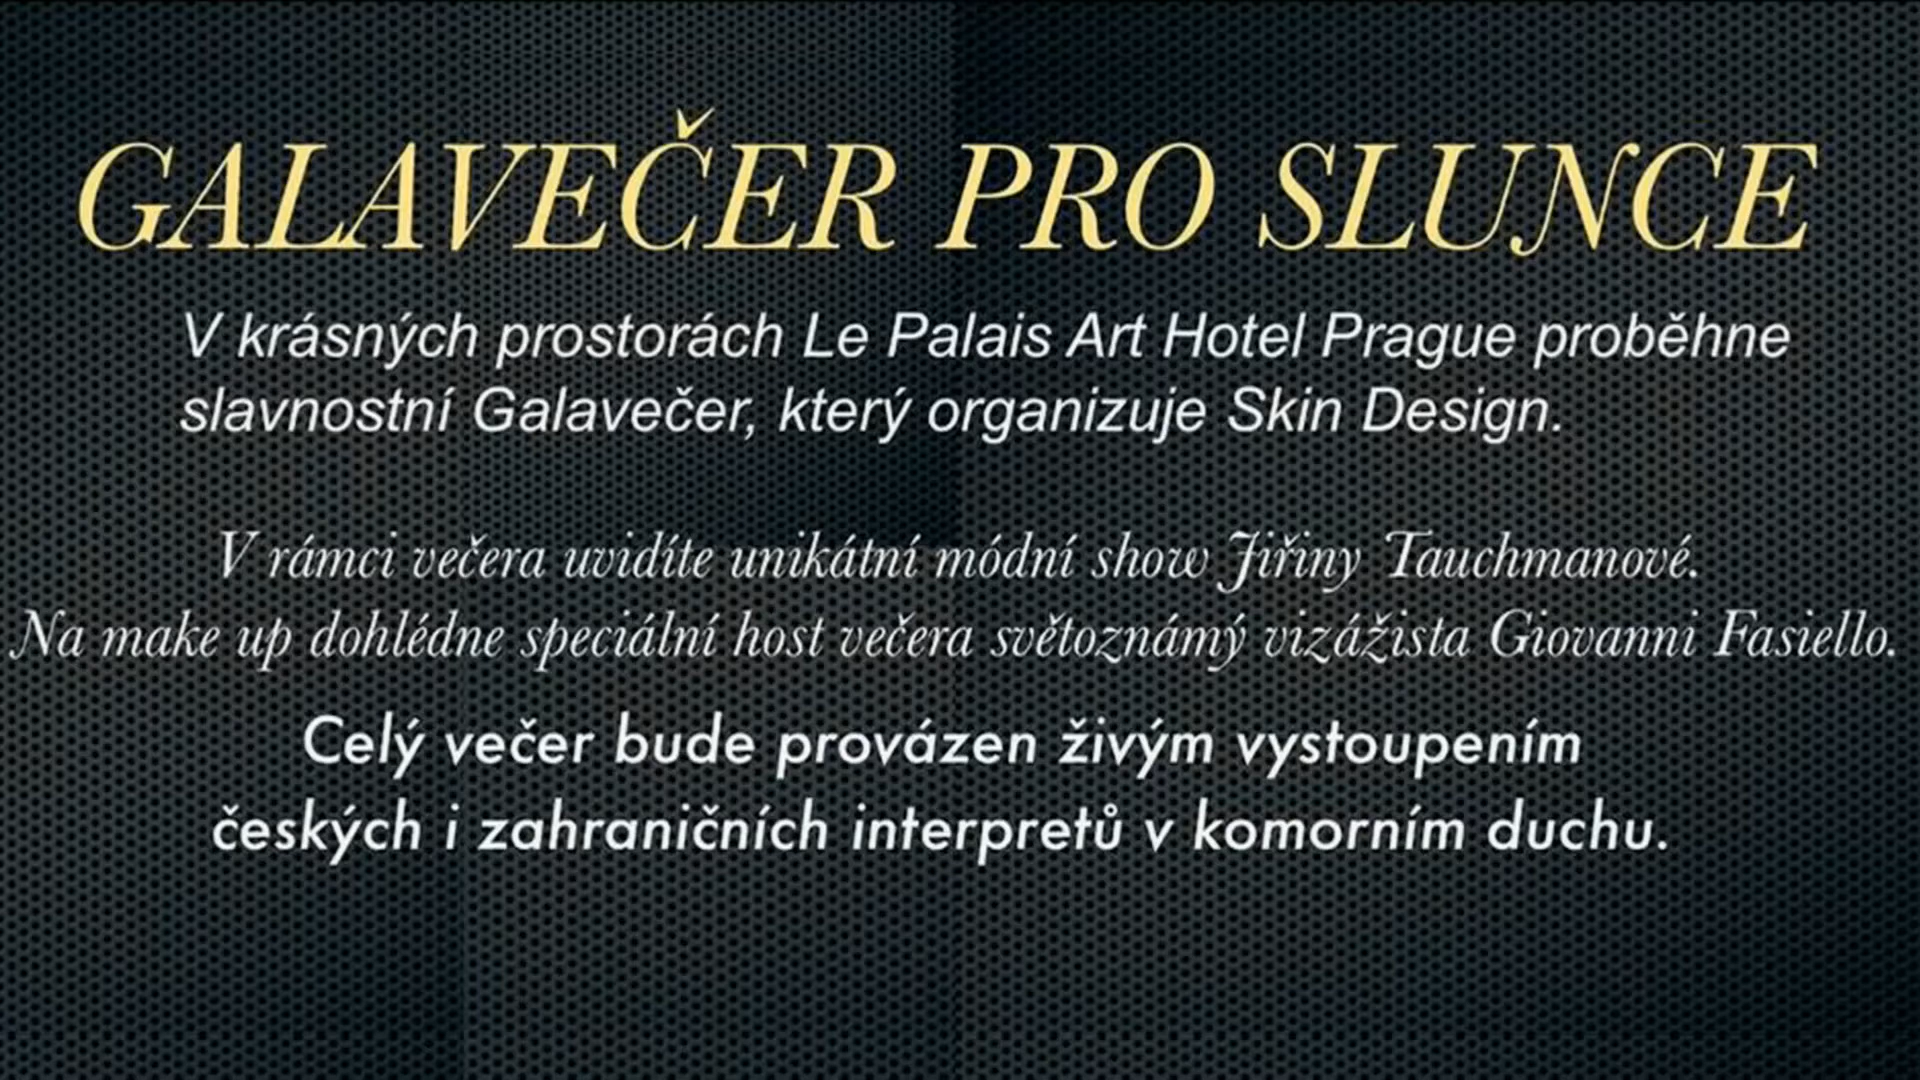 GALAVEČER PRO SLUNCE
V krásných prostorách Le Palais Art Hotel Prague proběhne
slavnostní Galavečer, který organizuje Skin Design.
V rámci večera uvidíte unikátní módní show Jiřiny Tauchmanové.
Na make up dohlédne speciální host večera světoznámý vizážista Giovanni Fasiello.
Celý večer bude provázen živým vystoupením
českých i zahraničních interpretů v komorním duchu.